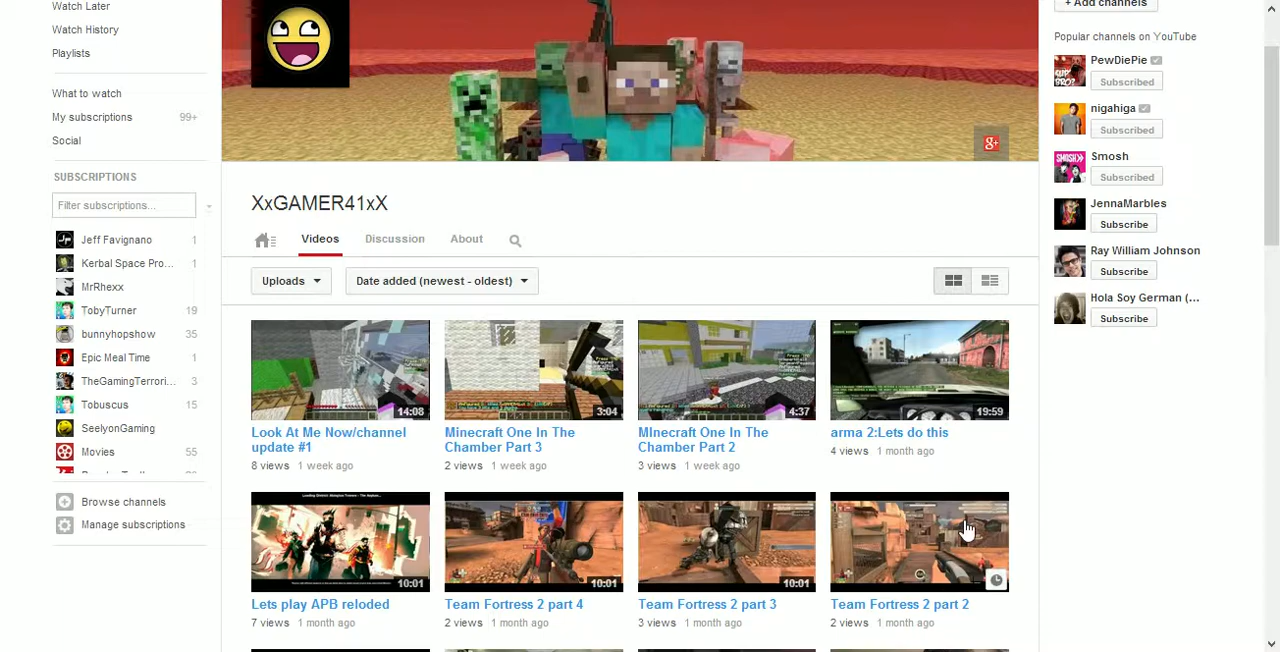 Watch Later
Watch History
Playlists
What to watch
My subscriptions 99+
Social
SUBSCRIPTIONS
Filter subscriptions...
Jeff Favignano 1
Kerbal Space Pro... 1
MrRhexx
TobyTurner 19
bunnyhopshow 35
Epic Meal Time 1
TheGamingTerrori... 3
Tobuscus 15
SeelyonGaming
Movies 55
Browse channels
Manage subscriptions
g+
XxGAMER41xX
Videos Discussion About
Uploads Date added (newest - oldest)
14:08 3:04 4:37 19:59
Look At Me Now/channel
update #1
8 views 1 week ago
Minecraft One In The
Chamber Part 3
2 views 1 week ago
MInecraft One In The
Chamber Part 2
3 views 1 week ago
arma 2:Lets do this
4 views 1 month ago
10:01 10:01 10:01
Lets play APB reloded
7 views 1 month ago
Team Fortress 2 part 4
2 views 1 month ago
Team Fortress 2 part 3
3 views 1 month ago
Team Fortress 2 part 2
2 views 1 month ago
+ Add channels
Popular channels on YouTube
PewDiePie
Subscribed
nigahiga
Subscribed
SMOSH
Smosh
Subscribed
JennaMarbles
Subscribe
Ray William Johnson
Subscribe
Hola Soy German (...
Subscribe